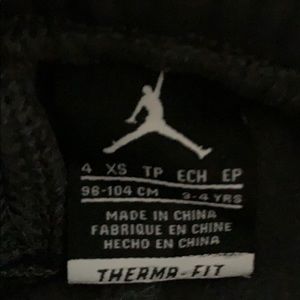 4 XS TP ECH EP
98-104 CM 3-4 YRS
MADE IN CHINA
FABRIQUE EN CHINE
HECHO EN CHINA
THERMA-FIT